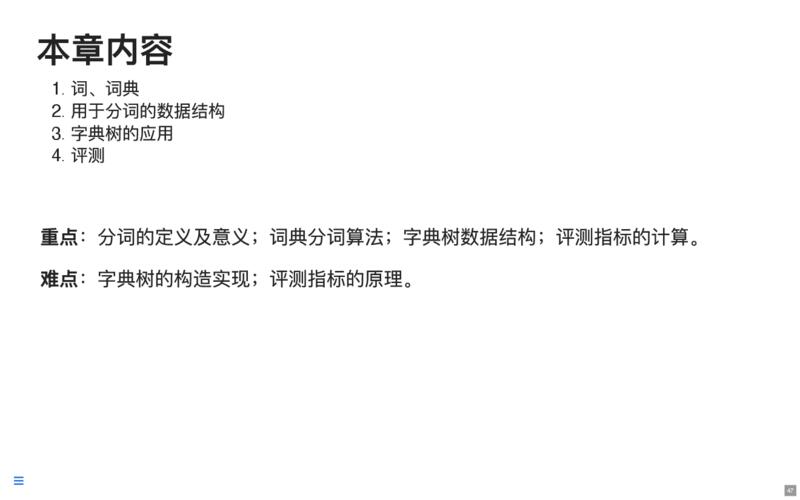 本章内容
1. 词、词典
2. 用于分词的数据结构
3. 字典树的应用
4. 评测
重点：分词的定义及意义；词典分词算法；字典树数据结构；评测指标的计算。
难点：字典树的构造实现；评测指标的原理。
47